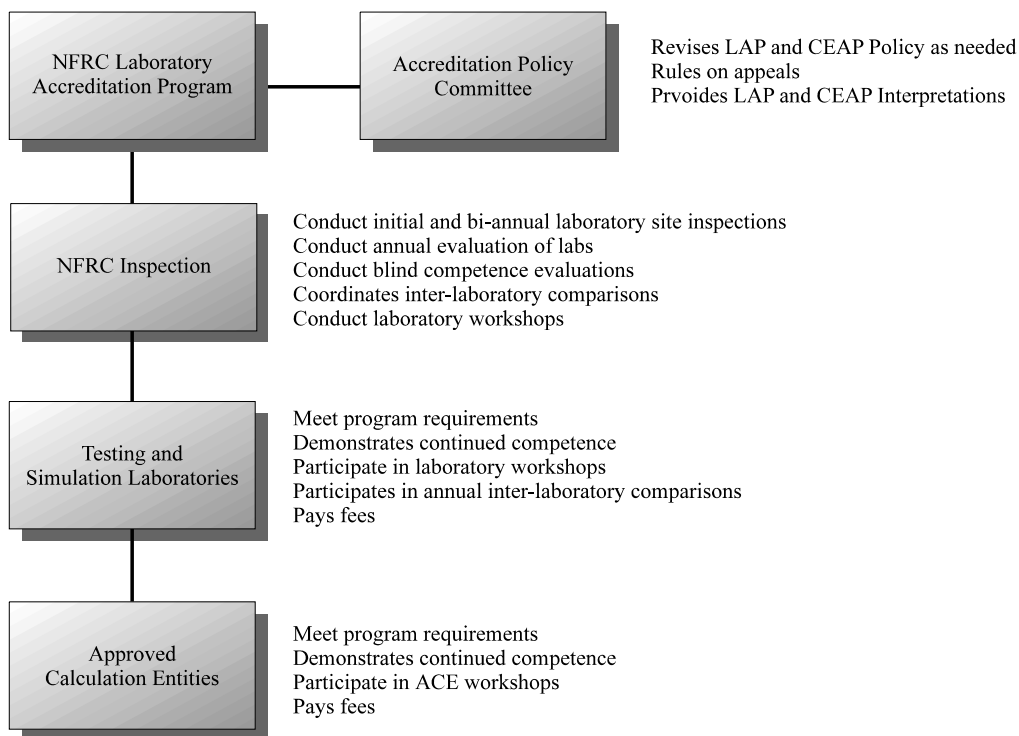 NFRC Laboratory
Accreditation Program
Accreditation Policy
Committee
Revises LAP and CEAP Policy as needed
Rules on appeals
Prvoides LAP and CEAP Interpretations
NFRC Inspection
Conduct initial and bi-annual laboratory site inspections
Conduct annual evaluation of labs
Conduct blind competence evaluations
Coordinates inter-laboratory comparisons
Conduct laboratory workshops
Testing and
Simulation Laboratories
Meet program requirements
Demonstrates continued competence
Participate in laboratory workshops
Participates in annual inter-laboratory comparisons
Pays fees
Approved
Calculation Entities
Meet program requirements
Demonstrates continued competence
Participate in ACE workshops
Pays fees